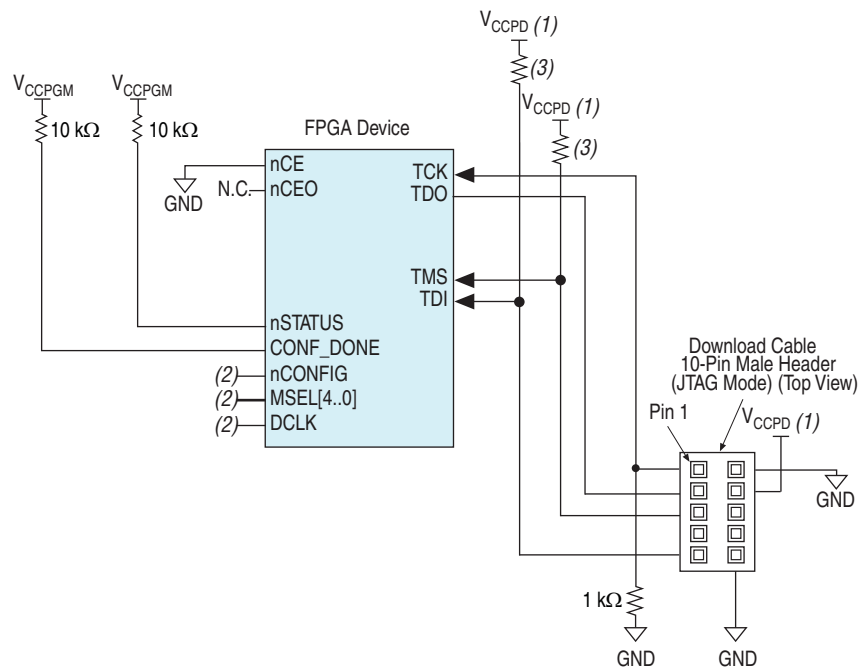 V_CCPD (1)
(3)
V_CCPGM
V_CCPGM
V_CCPD (1)
10 kΩ
10 kΩ
FPGA Device
(3)
nCE
TCK
GND
N.C.
nCEO
TDO
TMS
TDI
nSTATUS
CONF_DONE
(2)
nCONFIG
(2)
MSEL[4..0]
(2)
DCLK
Download Cable
10-Pin Male Header
(JTAG Mode) (Top View)
Pin 1
V_CCPD (1)
GND
1 kΩ
GND
GND